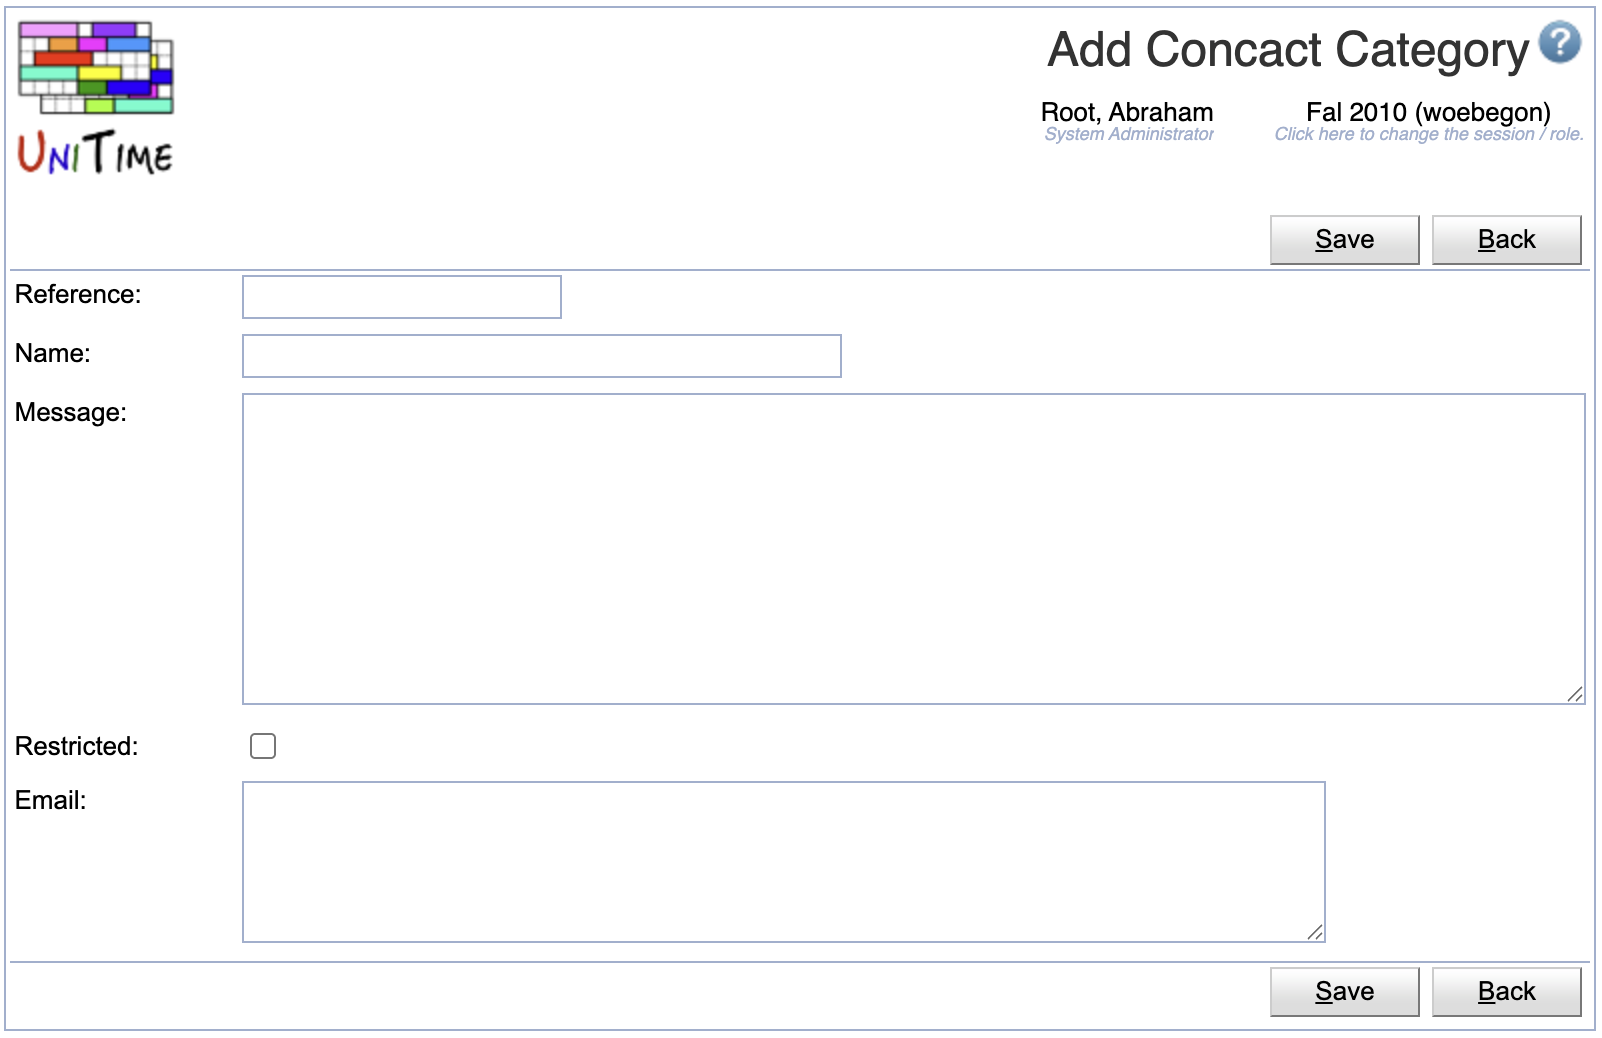 Add Concact Category
?
Root, Abraham
System Administrator
Fal 2010 (woebegon)
Click here to change the session / role.
UniTime
Save
Back
Reference:
Name:
Message:
Restricted:
Email:
Save
Back